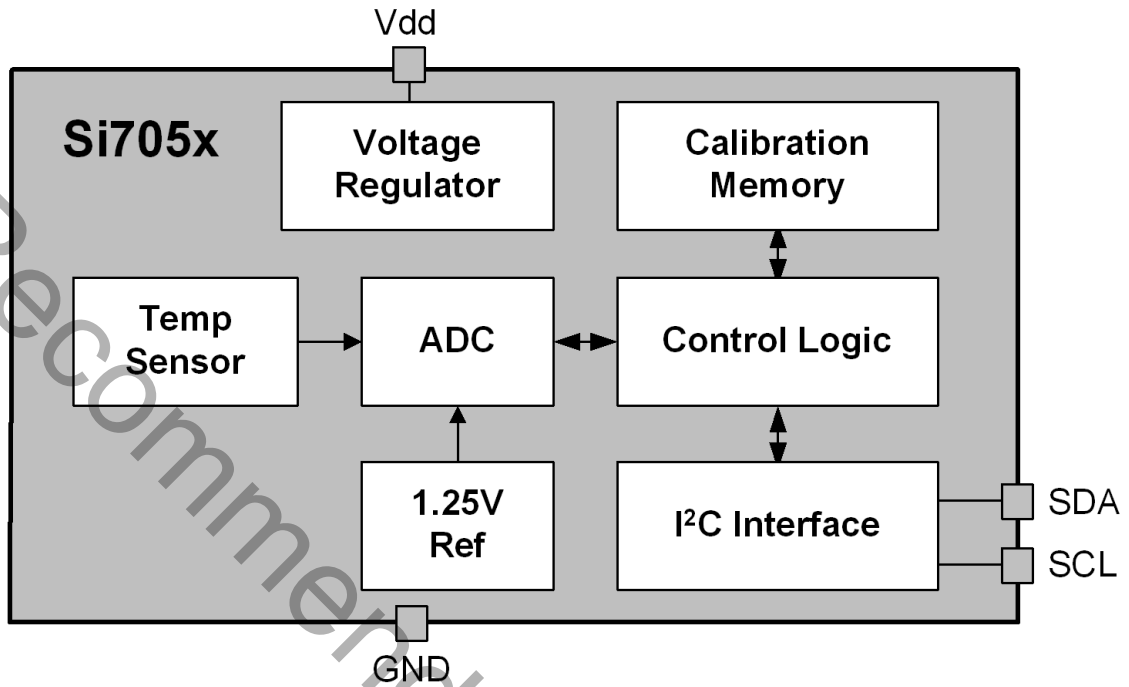 Vdd
Si705x
Voltage
Regulator
Calibration
Memory
Temp
Sensor
ADC
Control Logic
1.25V
Ref
I²C Interface
SDA
SCL
GND